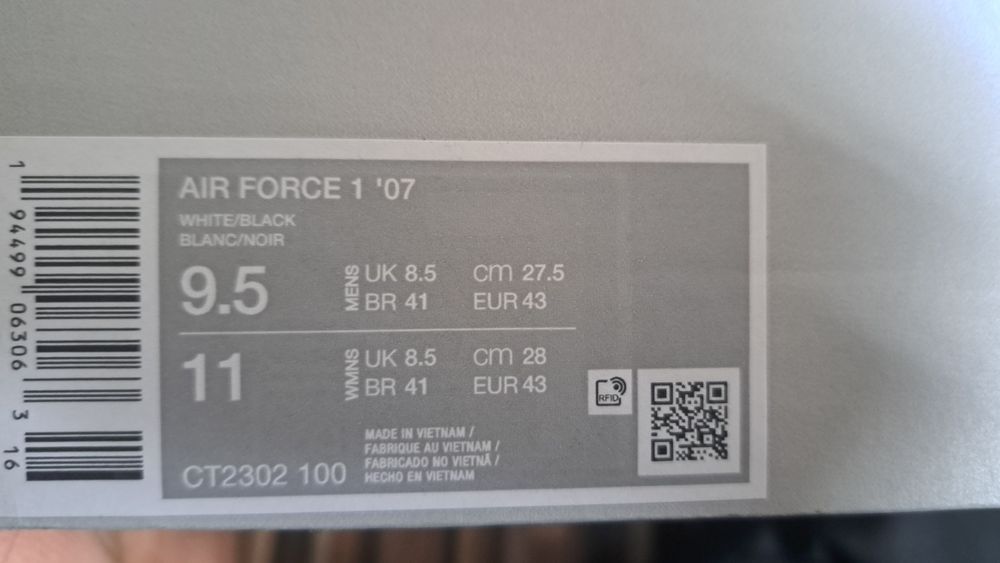 AIR FORCE 1 '07
WHITE/BLACK
BLANC/NOIR
9.5
MENS
UK 8.5 cm 27.5
BR 41 EUR 43
11
WMNS
UK 8.5 cm 28
BR 41 EUR 43
RFID
MADE IN VIETNAM /
FABRIQUE AU VIETNAM /
FABRICADO NO VIETNÃ /
HECHO EN VIETNAM
CT2302 100
1 94499 06306 3 16